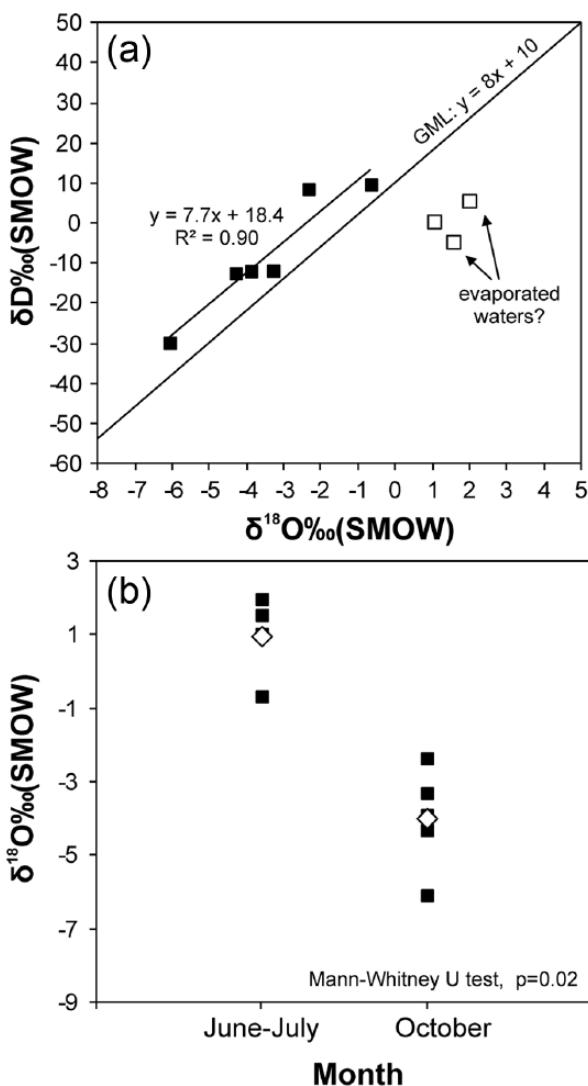 (a)
50
40
30
20
10
0
-10
-20
-30
-40
-50
-60
δD‰(SMOW)
GML: y = 8x + 10
y = 7.7x + 18.4
R² = 0.90
evaporated
waters?
-8 -7 -6 -5 -4 -3 -2 -1 0 1 2 3 4 5
δ¹⁸O‰(SMOW)
(b)
3
1
-1
-3
-5
-7
-9
δ¹⁸O‰(SMOW)
Mann-Whitney U test, p=0.02
June-July October
Month